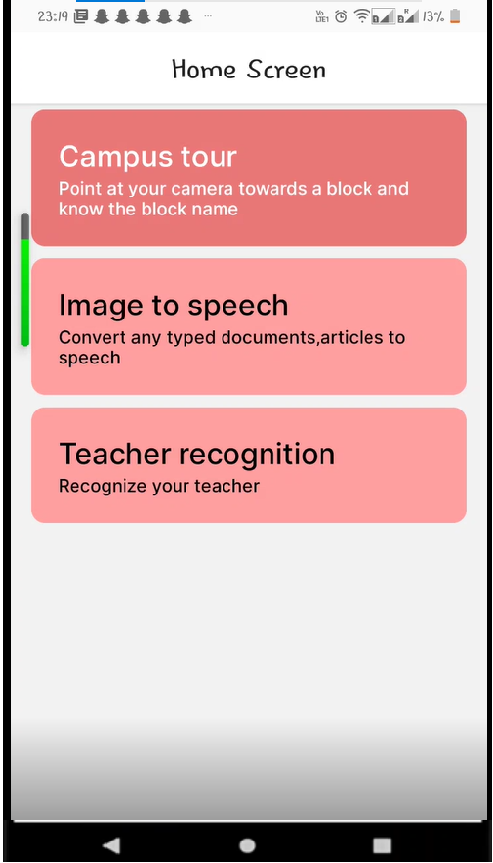 23:19 ... 13%
Home Screen
Campus tour
Point at your camera towards a block and
know the block name
Image to speech
Convert any typed documents,articles to
speech
Teacher recognition
Recognize your teacher